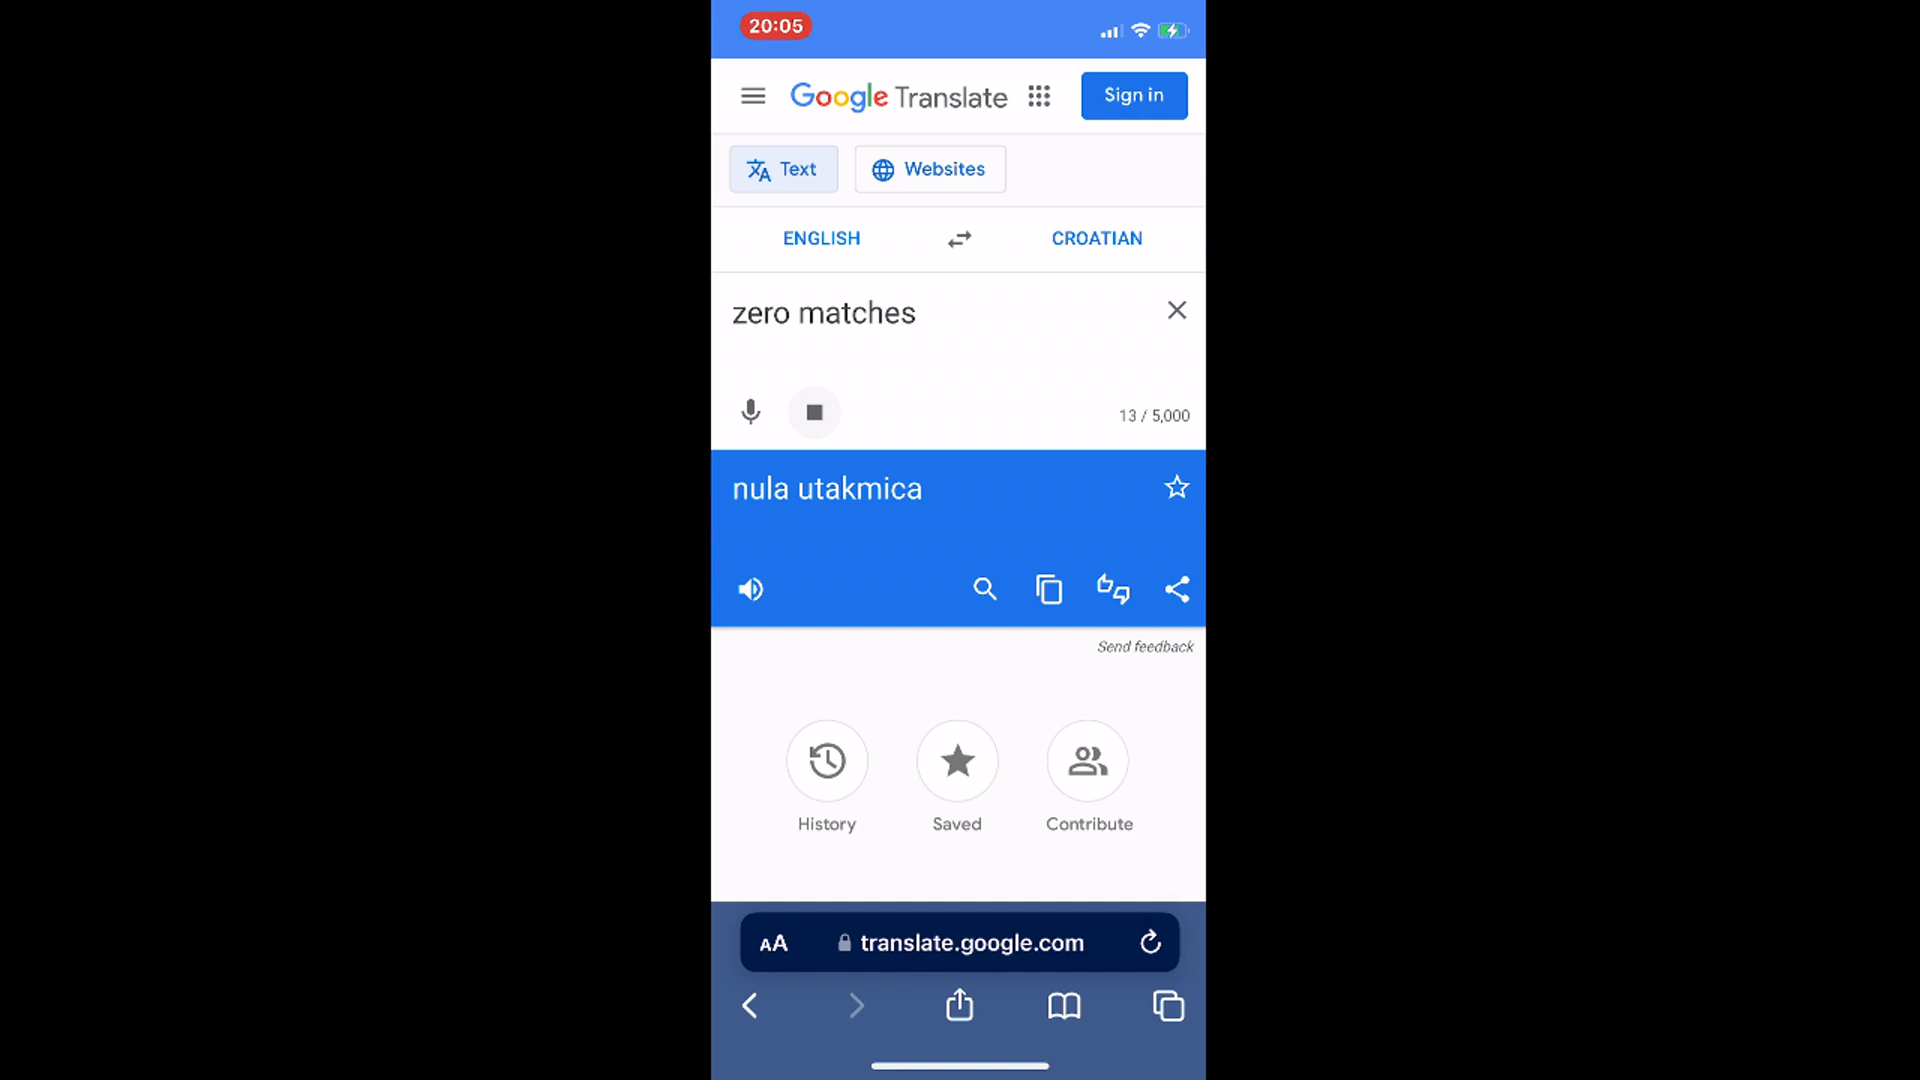 20:05
Google Translate
Sign in
Text
Websites
ENGLISH
CROATIAN
zero matches
13 / 5,000
nula utakmica
Send feedback
History
Saved
Contribute
AA
translate.google.com